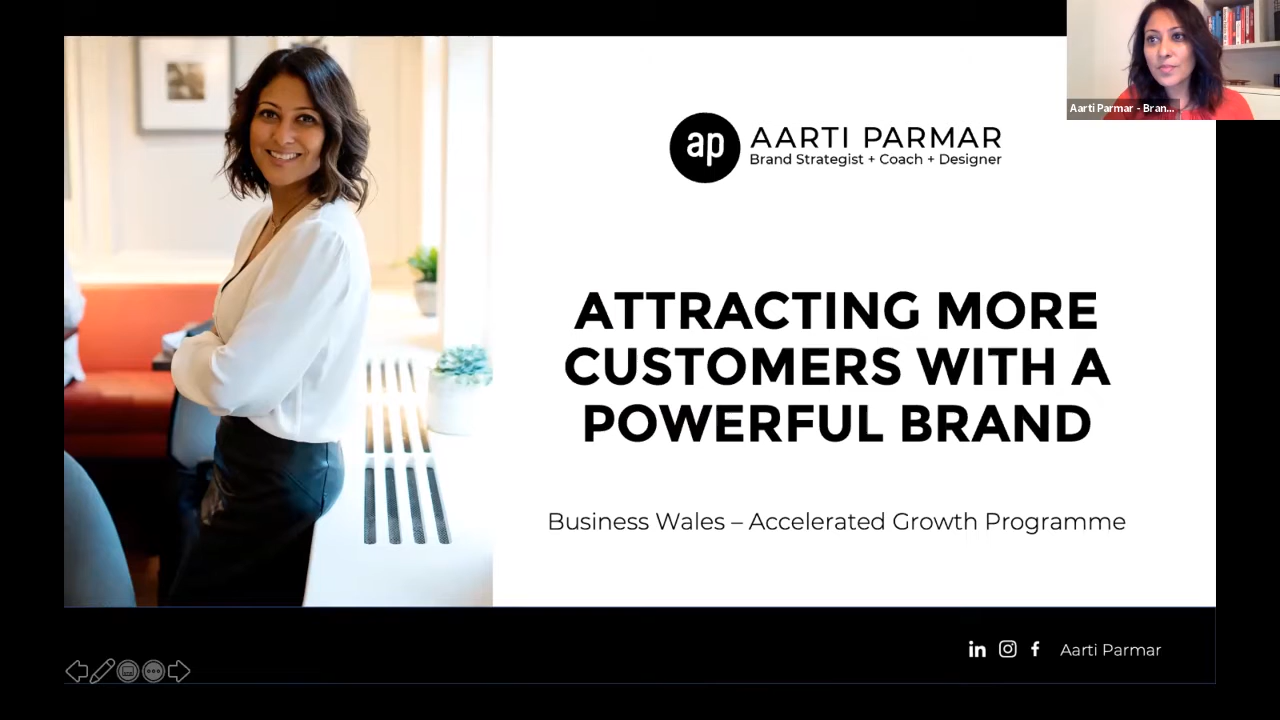 Aarti Parmar - Bran...
ap
AARTI PARMAR
Brand Strategist + Coach + Designer
ATTRACTING MORE
CUSTOMERS WITH A
POWERFUL BRAND
Business Wales – Accelerated Growth Programme
in
f
Aarti Parmar